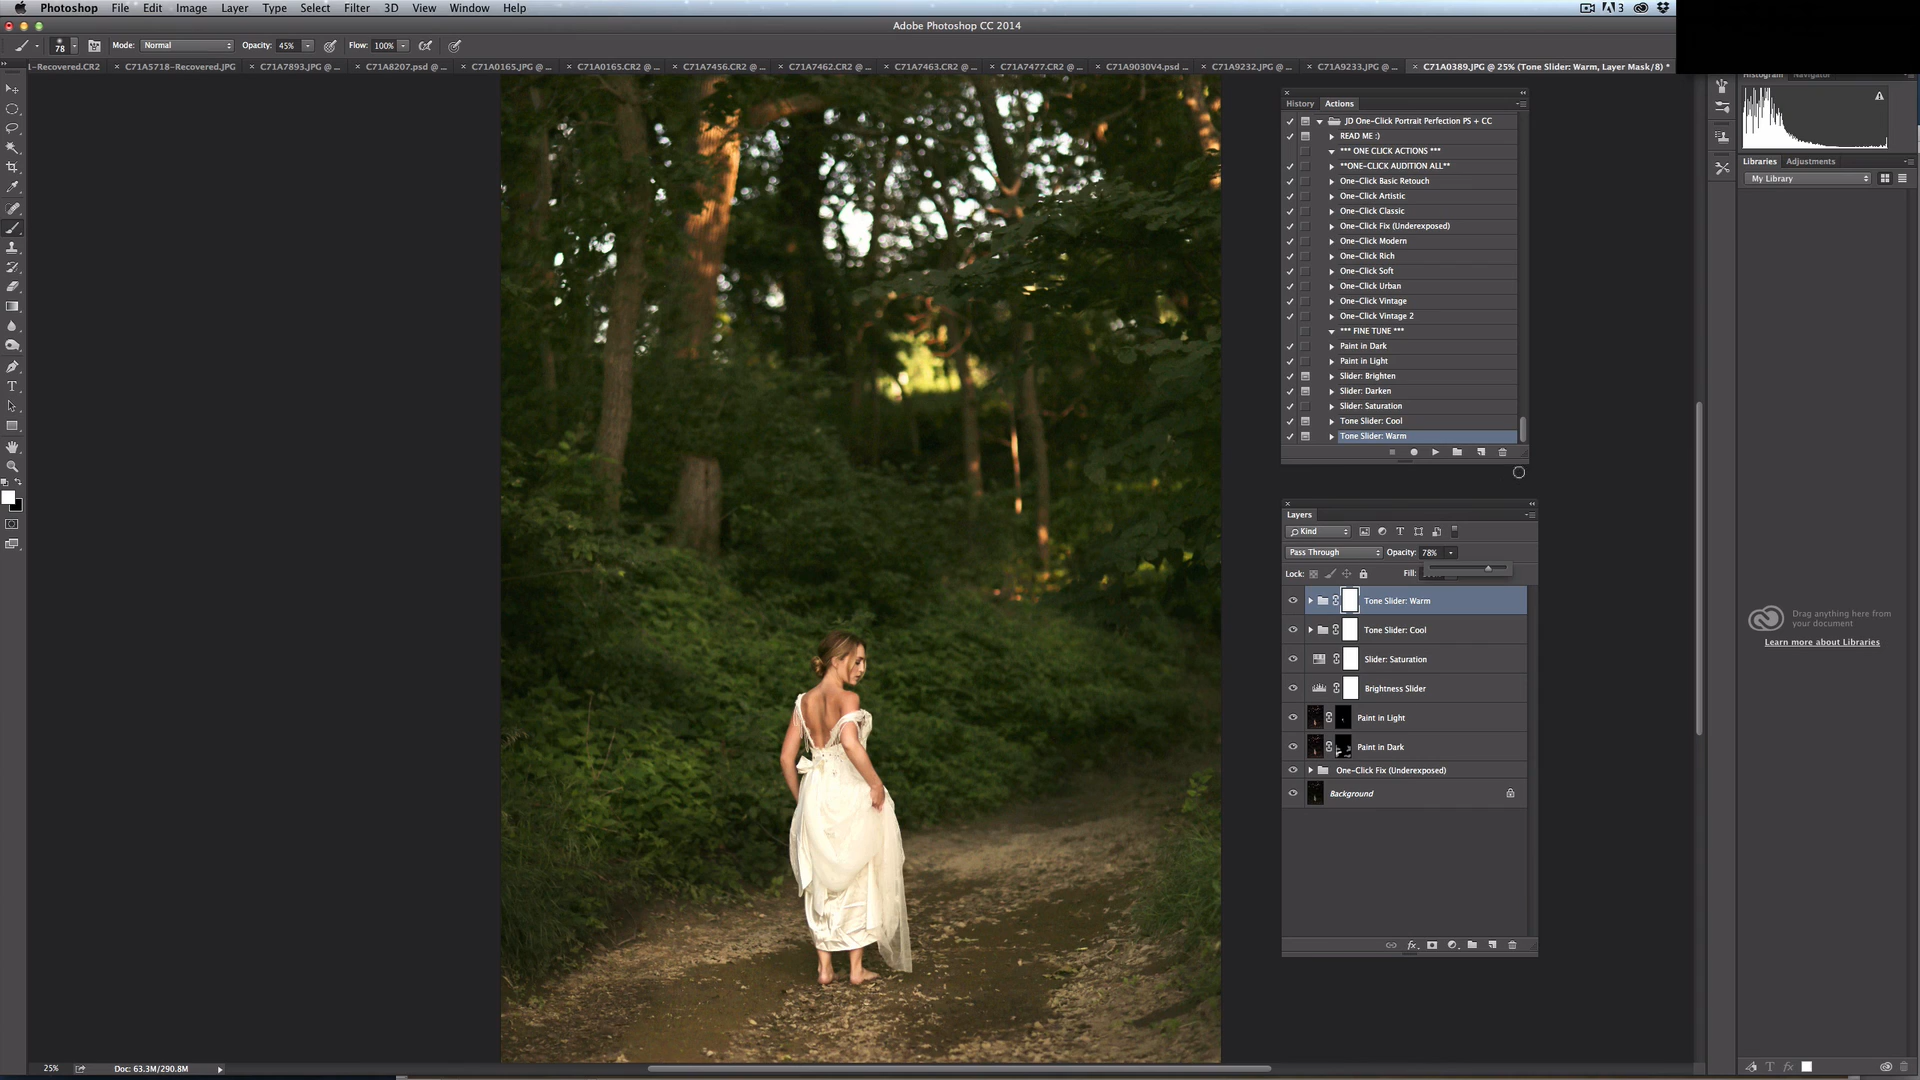 Photoshop File Edit Image Layer Type Select Filter 3D View Window Help
3
Adobe Photoshop CC 2014
78 Mode: Normal Opacity: 45% Flow: 100%
l-Recovered.CR2 × C71A5718-Recovered.JPG × C71A7893.JPG @ ... × C71A8207.psd @ ... × C71A0165.JPG @ ... × C71A0165.CR2 @ ... × C71A7456.CR2 @ ... × C71A7462.CR2 @ ... × C71A7463.CR2 @ ... × C71A7477.CR2 @ ... × C71A9030V4.psd ... × C71A9232.JPG @ ... × C71A9233.JPG @ ... × C71A0389.JPG @ 25% (Tone Slider: Warm, Layer Mask/8) *
Histogram Navigator
History Actions
JD One-Click Portrait Perfection PS + CC
READ ME :)
*** ONE CLICK ACTIONS ***
**ONE-CLICK AUDITION ALL**
One-Click Basic Retouch
One-Click Artistic
One-Click Classic
One-Click Fix (Underexposed)
One-Click Modern
One-Click Rich
One-Click Soft
One-Click Urban
One-Click Vintage
One-Click Vintage 2
*** FINE TUNE ***
Paint in Dark
Paint in Light
Slider: Brighten
Slider: Darken
Slider: Saturation
Tone Slider: Cool
Tone Slider: Warm
Libraries Adjustments
My Library
Layers
Kind
Pass Through Opacity: 78%
Lock: Fill:
Tone Slider: Warm
Tone Slider: Cool
Slider: Saturation
Brightness Slider
Paint in Light
Paint in Dark
One-Click Fix (Underexposed)
Background
fx
Drag anything here from
your document
Learn more about Libraries
25% Doc: 63.3M/290.8M
T fx